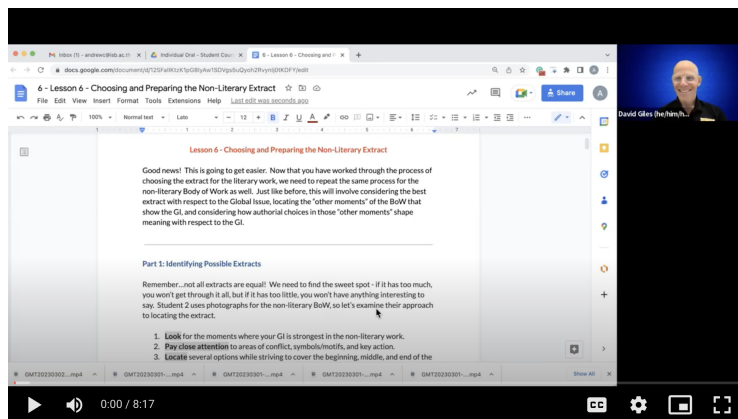 Inbox (1) - andrewc@isb.ac.th
Individual Oral - Student Cour
6 - Lesson 6 - Choosing and P
docs.google.com/document/d/
6 - Lesson 6 - Choosing and Preparing the Non-Literary Extract
Share
A
File Edit View Insert Format Tools Extensions Help Last edit was seconds ago
David Giles (he/him/h...
100% Normal text Lato 12 B I U A
1 1 2 3 4 5 6 7
Lesson 6 - Choosing and Preparing the Non-Literary Extract
Good news! This is going to get easier. Now that you have worked through the process of
choosing the extract for the literary work, we need to repeat the same process for the
non-literary Body of Work as well. Just like before, this will involve considering the best
extract with respect to the Global Issue, locating the "other moments" of the BoW that
show the GI, and considering how authorial choices in those "other moments" shape
meaning with respect to the GI.
Part 1: Identifying Possible Extracts
Remember...not all extracts are equal! We need to find the sweet spot - if it has too much,
you won't get through it all, but if it has too little, you won't have anything interesting to
say. Student 2 uses photographs for the non-literary BoW, so let's examine their approach
to locating the extract.
1. Look for the moments where your GI is strongest in the non-literary work.
2. Pay close attention to areas of conflict, symbols/motifs, and key action.
3. Locate several options while striving to cover the beginning, middle, and end of the
GMT20230302....mp4 GMT20230301-....mp4 GMT20230301-....mp4 GMT20230301-....mp4 GMT20230301-....mp4 Show All
0:00 / 8:17 CC